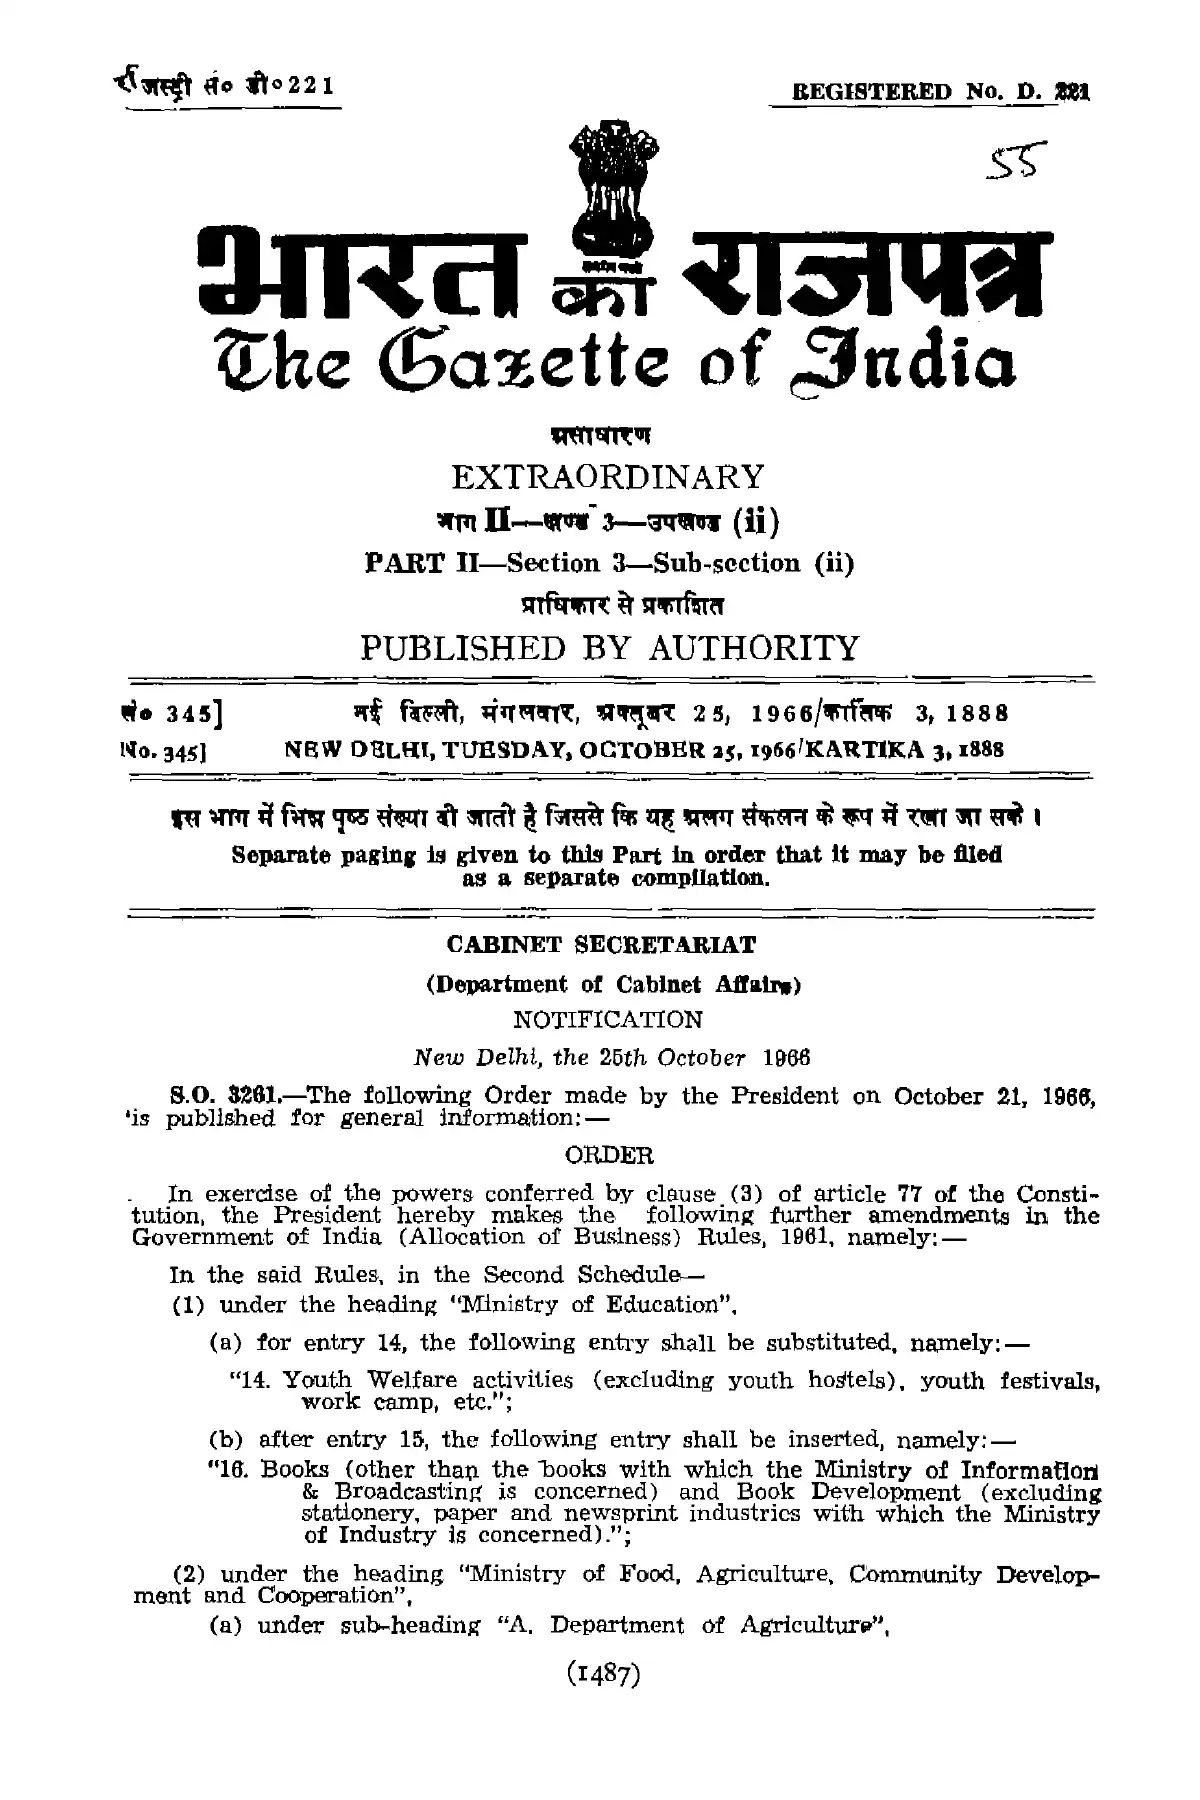 रजिस्ट्री सं० डी० 221
REGISTERED No. D. 221
55
भारत का राजपत्र
The Gazette of India
असाधारण
EXTRAORDINARY
भाग II—खण्ड 3—उपखण्ड (ii)
PART II—Section 3—Sub-section (ii)
प्राधिकार से प्रकाशित
PUBLISHED BY AUTHORITY
सं० 345] नई दिल्ली, मंगलवार, अक्तूबर 25, 1966/कार्तिक 3, 1888
No. 345] NEW DELHI, TUESDAY, OCTOBER 25, 1966/KARTIKA 3, 1888
इस भाग में भिन्न पृष्ठ संख्या दी जाती है जिससे कि यह अलग संकलन के रूप में रखा जा सके ।
Separate paging is given to this Part in order that it may be filed
as a separate compilation.
CABINET SECRETARIAT
(Department of Cabinet Affairs)
NOTIFICATION
New Delhi, the 25th October 1966
S.O. 3261.—The following Order made by the President on October 21, 1966,
is published for general information:—
ORDER
In exercise of the powers conferred by clause (3) of article 77 of the Consti-
tution, the President hereby makes the following further amendments in the
Government of India (Allocation of Business) Rules, 1961, namely:—
In the said Rules, in the Second Schedule—
(1) under the heading "Ministry of Education",
(a) for entry 14, the following entry shall be substituted, namely:—
"14. Youth Welfare activities (excluding youth hostels), youth festivals,
work camp, etc.";
(b) after entry 15, the following entry shall be inserted, namely:—
"16. Books (other than the books with which the Ministry of Information
& Broadcasting is concerned) and Book Development (excluding
stationery, paper and newsprint industries with which the Ministry
of Industry is concerned).";
(2) under the heading "Ministry of Food, Agriculture, Community Develop-
ment and Cooperation",
(a) under sub-heading "A. Department of Agriculture",
(1487)